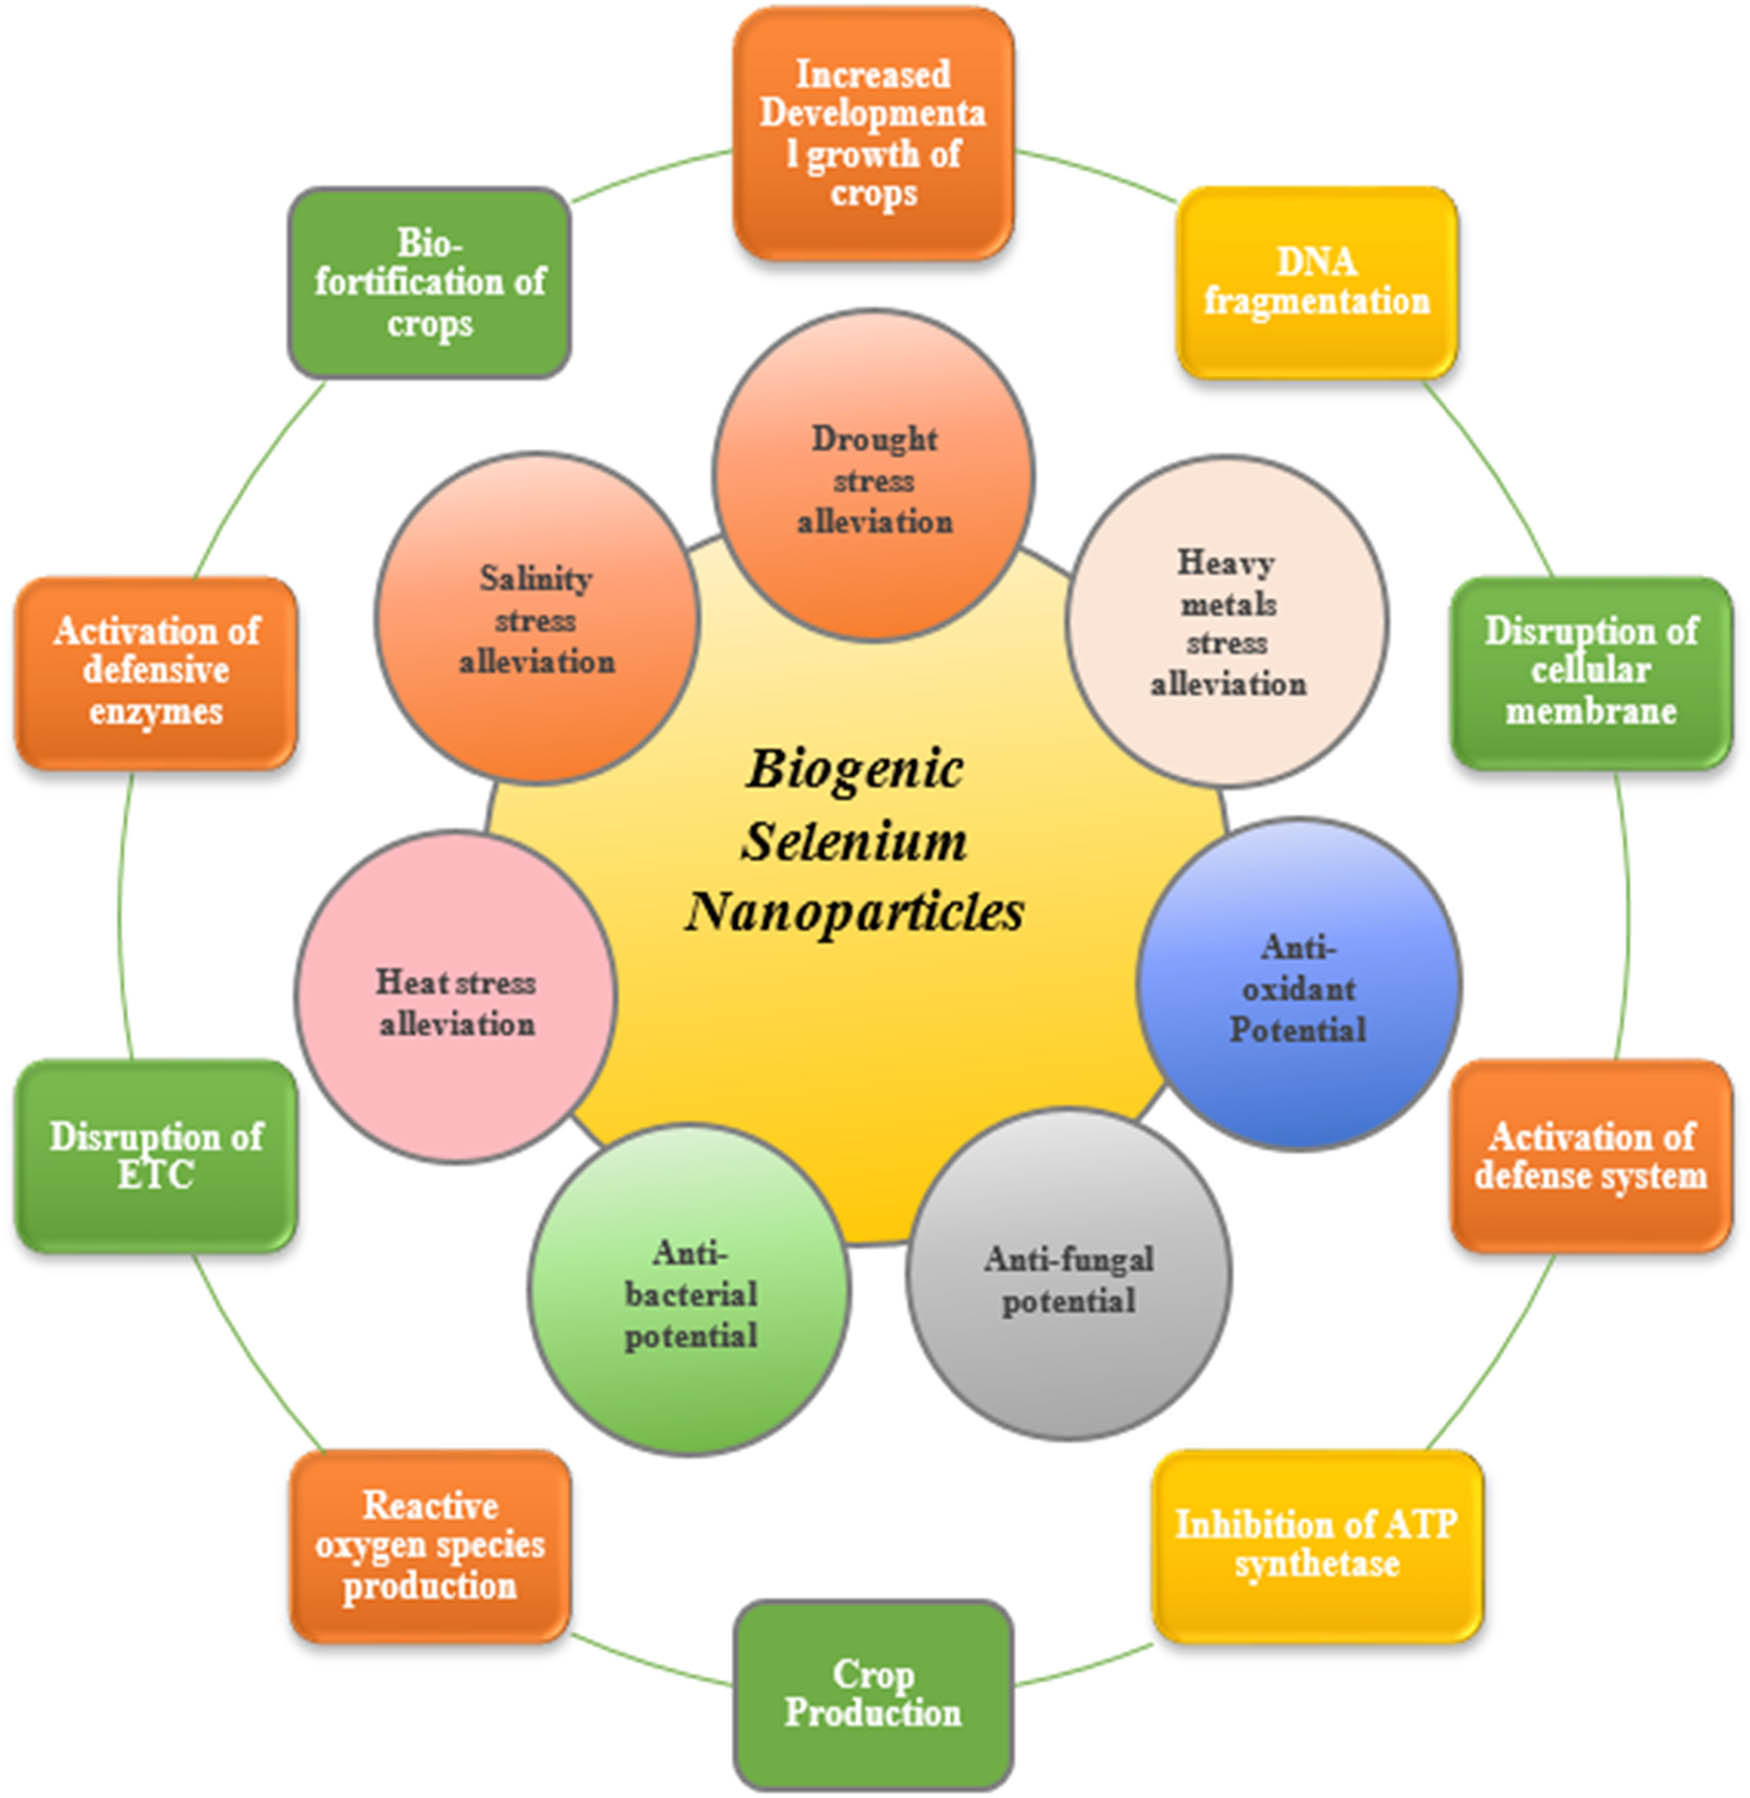 Increased
Developmenta
l growth of
crops
Bio-
fortification of
crops
DNA
fragmentation
Drought
stress
alleviation
Salinity
stress
alleviation
Heavy
metals
stress
alleviation
Activation of
defensive
enzymes
Disruption of
cellular
membrane
Biogenic
Selenium
Nanoparticles
Heat stress
alleviation
Anti-
oxidant
Potential
Disruption of
ETC
Activation of
defense system
Anti-
bacterial
potential
Anti-fungal
potential
Reactive
oxygen species
production
Inhibition of ATP
synthetase
Crop
Production